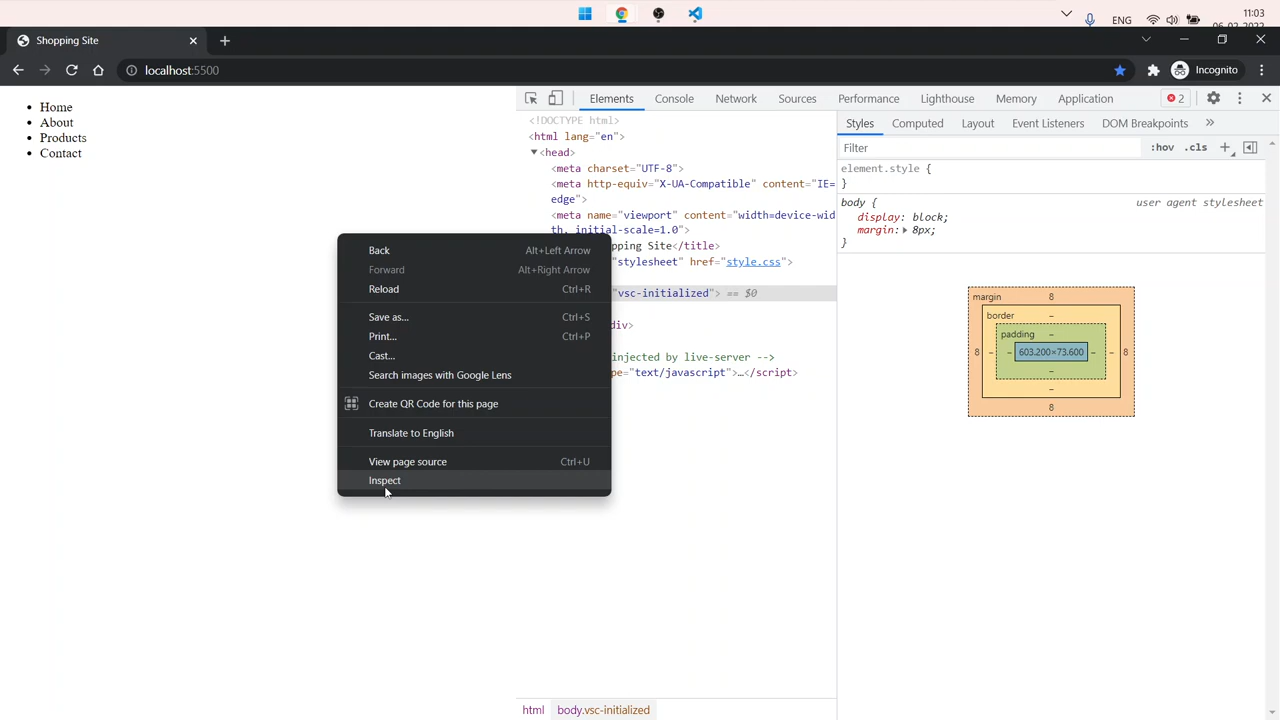 11:03
ENG
06-02-2022
Shopping Site
localhost:5500
Incognito
Home
About
Products
Contact
Elements
Console
Network
Sources
Performance
Lighthouse
Memory
Application
2
<!DOCTYPE html>
<html lang="en">
<head>
<meta charset="UTF-8">
<meta http-equiv="X-UA-Compatible" content="IE=
edge">
<meta name="viewport" content="width=device-wid
th, initial-scale=1.0">
pping Site</title>
"stylesheet" href="style.css">
"vsc-initialized"> == $0
div>
injected by live-server -->
pe="text/javascript">…</script>
html
body.vsc-initialized
Back Alt+Left Arrow
Forward Alt+Right Arrow
Reload Ctrl+R
Save as... Ctrl+S
Print... Ctrl+P
Cast...
Search images with Google Lens
Create QR Code for this page
Translate to English
View page source Ctrl+U
Inspect
Styles
Computed
Layout
Event Listeners
DOM Breakpoints
Filter
:hov
.cls
element.style {
}
body { user agent stylesheet
display: block;
margin: 8px;
}
margin 8
border –
padding –
8 – – 603.200×73.600 – – 8
–
–
8